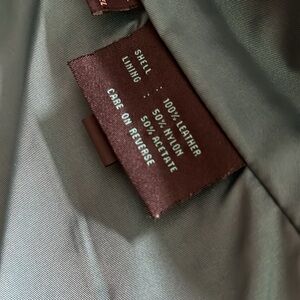 SHELL : 100% LEATHER
LINING : 50% NYLON
50% ACETATE
CARE ON REVERSE